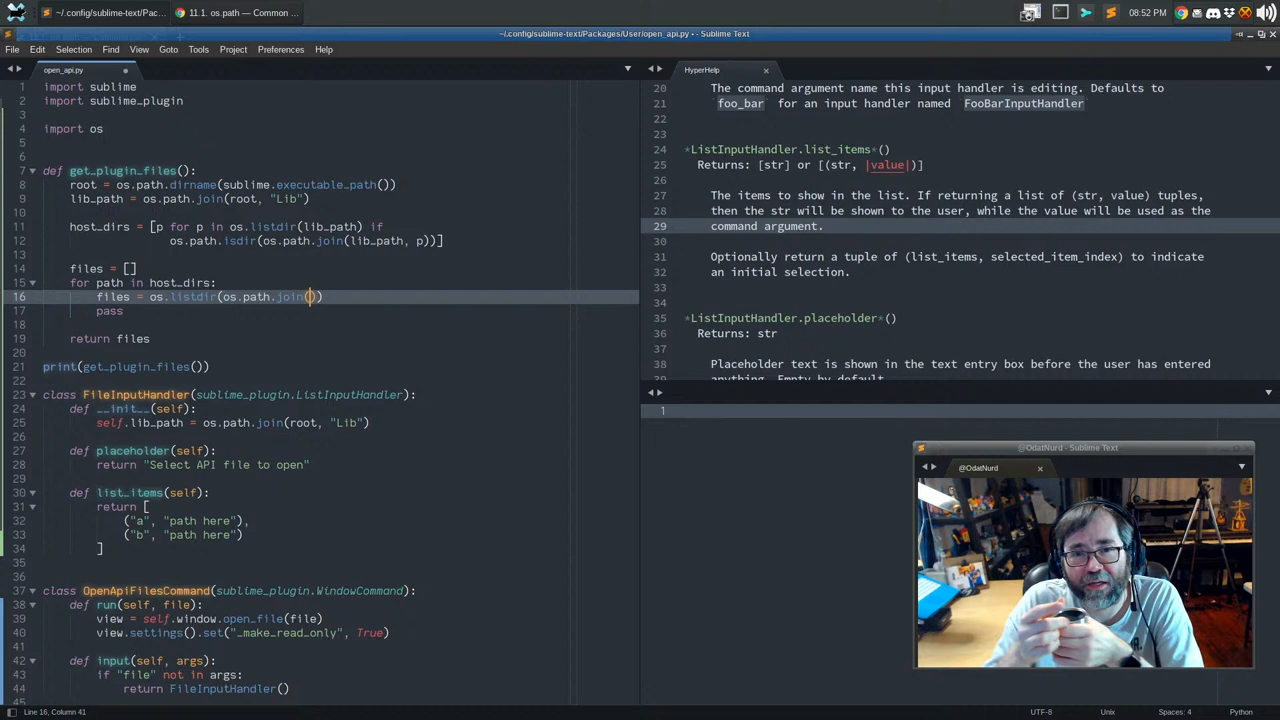 ~/.config/sublime-text/Pac...
11.1. os.path — Common ...
08:52 PM
~/.config/sublime-text/Packages/User/open_api.py • - Sublime Text
File Edit Selection Find View Goto Tools Project Preferences Help
open_api.py
1 import sublime
2 import sublime_plugin
3
4 import os
5
6
7 def get_plugin_files():
8 root = os.path.dirname(sublime.executable_path())
9 lib_path = os.path.join(root, "Lib")
10
11 host_dirs = [p for p in os.listdir(lib_path) if
12 os.path.isdir(os.path.join(lib_path, p))]
13
14 files = []
15 for path in host_dirs:
16 files = os.listdir(os.path.join())
17 pass
18
19 return files
20
21 print(get_plugin_files())
22
23 class FileInputHandler(sublime_plugin.ListInputHandler):
24 def __init__(self):
25 self.lib_path = os.path.join(root, "Lib")
26
27 def placeholder(self):
28 return "Select API file to open"
29
30 def list_items(self):
31 return [
32 ("a", "path here"),
33 ("b", "path here")
34 ]
35
36
37 class OpenApiFilesCommand(sublime_plugin.WindowCommand):
38 def run(self, file):
39 view = self.window.open_file(file)
40 view.settings().set("_make_read_only", True)
41
42 def input(self, args):
43 if "file" not in args:
44 return FileInputHandler()
45
HyperHelp
20 The command argument name this input handler is editing. Defaults to
21 `foo_bar` for an input handler named `FooBarInputHandler`
22
23
24 *ListInputHandler.list_items*()
25 Returns: [str] or [(str, |value|)]
26
27 The items to show in the list. If returning a list of (str, value) tuples,
28 then the str will be shown to the user, while the value will be used as the
29 command argument.
30
31 Optionally return a tuple of (list_items, selected_item_index) to indicate
32 an initial selection.
33
34
35 *ListInputHandler.placeholder*()
36 Returns: str
37
38 Placeholder text is shown in the text entry box before the user has entered
39 anything. Empty by default.
1
@OdatNurd - Sublime Text
@OdatNurd
Line 16, Column 41
UTF-8
Unix
Spaces: 4
Python